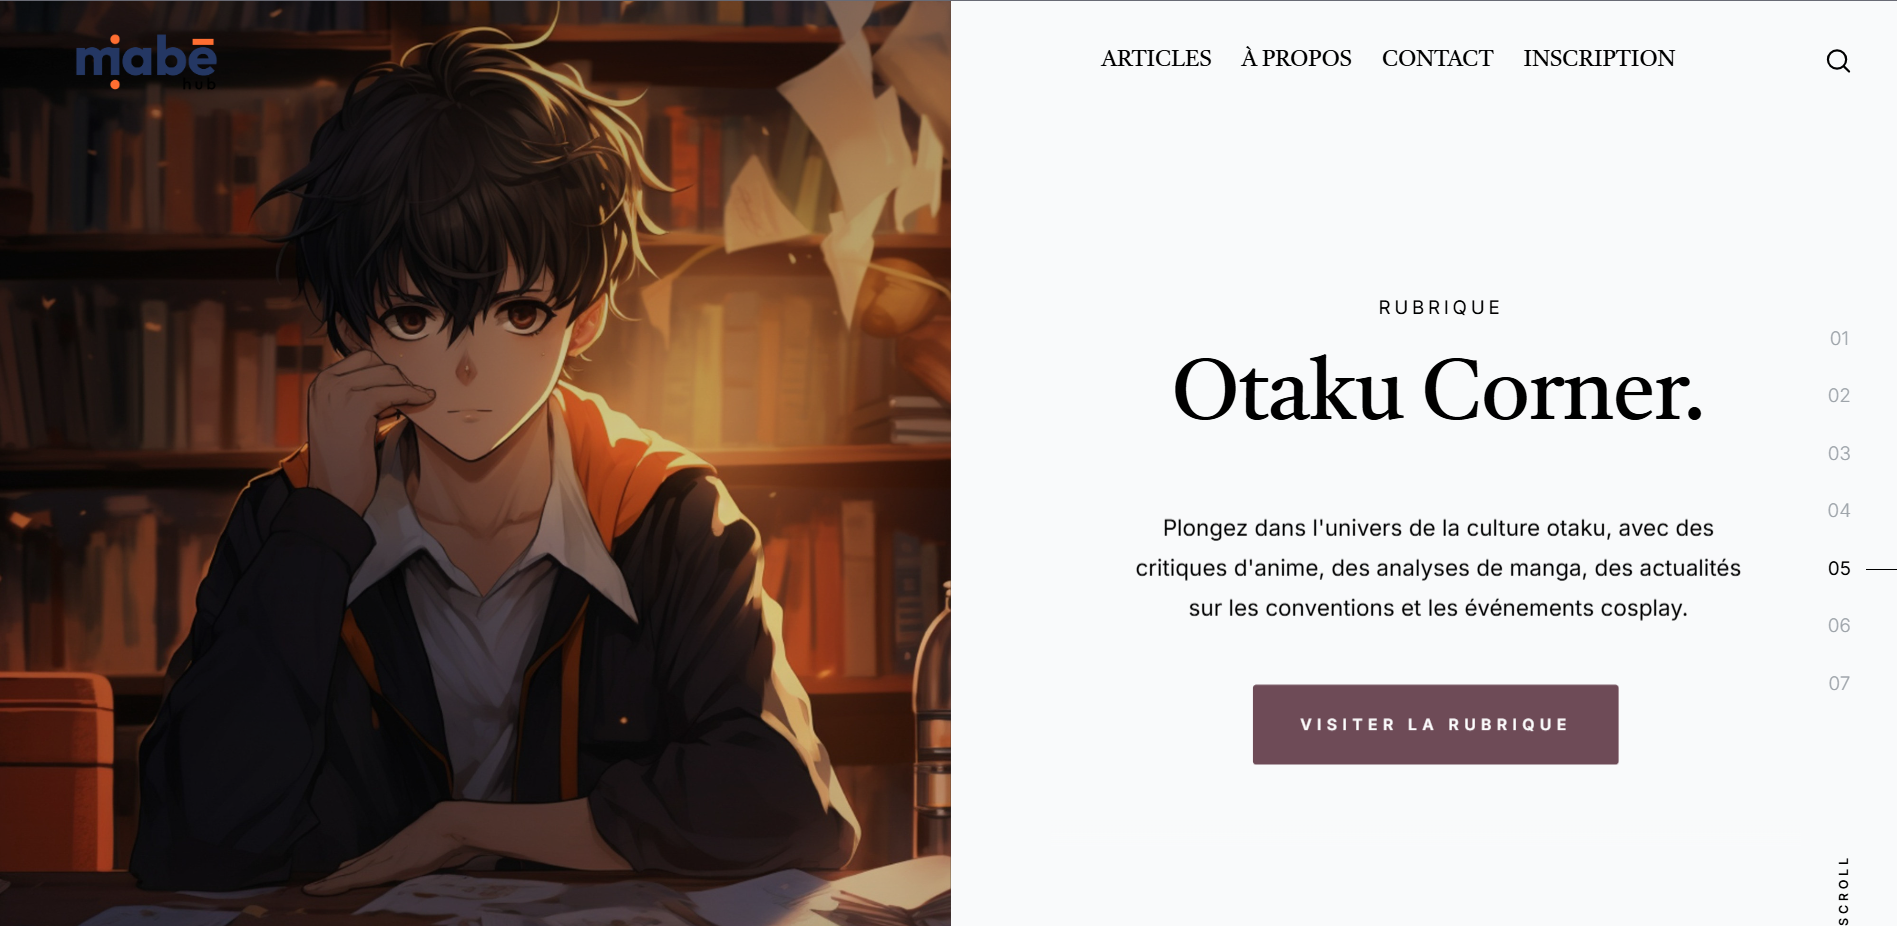 miabē
hub
ARTICLES À PROPOS CONTACT INSCRIPTION
RUBRIQUE
Otaku Corner.
Plongez dans l'univers de la culture otaku, avec des
critiques d'anime, des analyses de manga, des actualités
sur les conventions et les événements cosplay.
VISITER LA RUBRIQUE
01
02
03
04
05
06
07
SCROLL